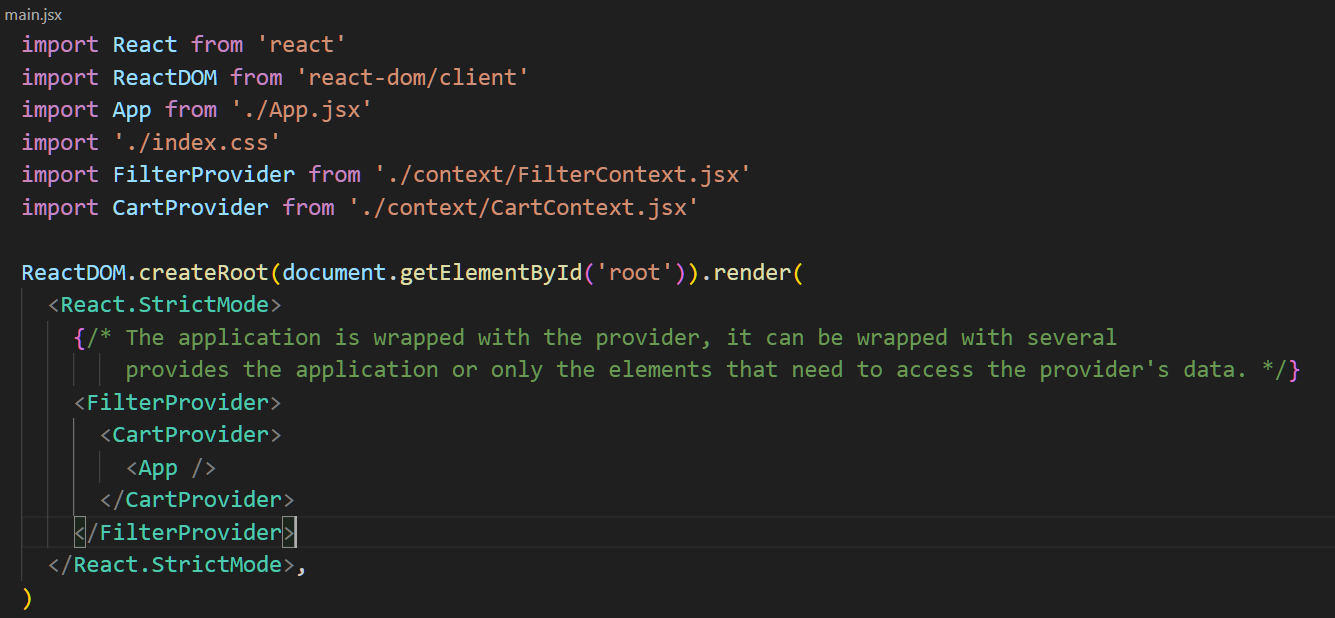 main.jsx
import React from 'react'
import ReactDOM from 'react-dom/client'
import App from './App.jsx'
import './index.css'
import FilterProvider from './context/FilterContext.jsx'
import CartProvider from './context/CartContext.jsx'

ReactDOM.createRoot(document.getElementById('root')).render(
  <React.StrictMode>
    {/* The application is wrapped with the provider, it can be wrapped with several
        provides the application or only the elements that need to access the provider's data. */}
    <FilterProvider>
      <CartProvider>
        <App />
      </CartProvider>
    </FilterProvider>
  </React.StrictMode>,
)